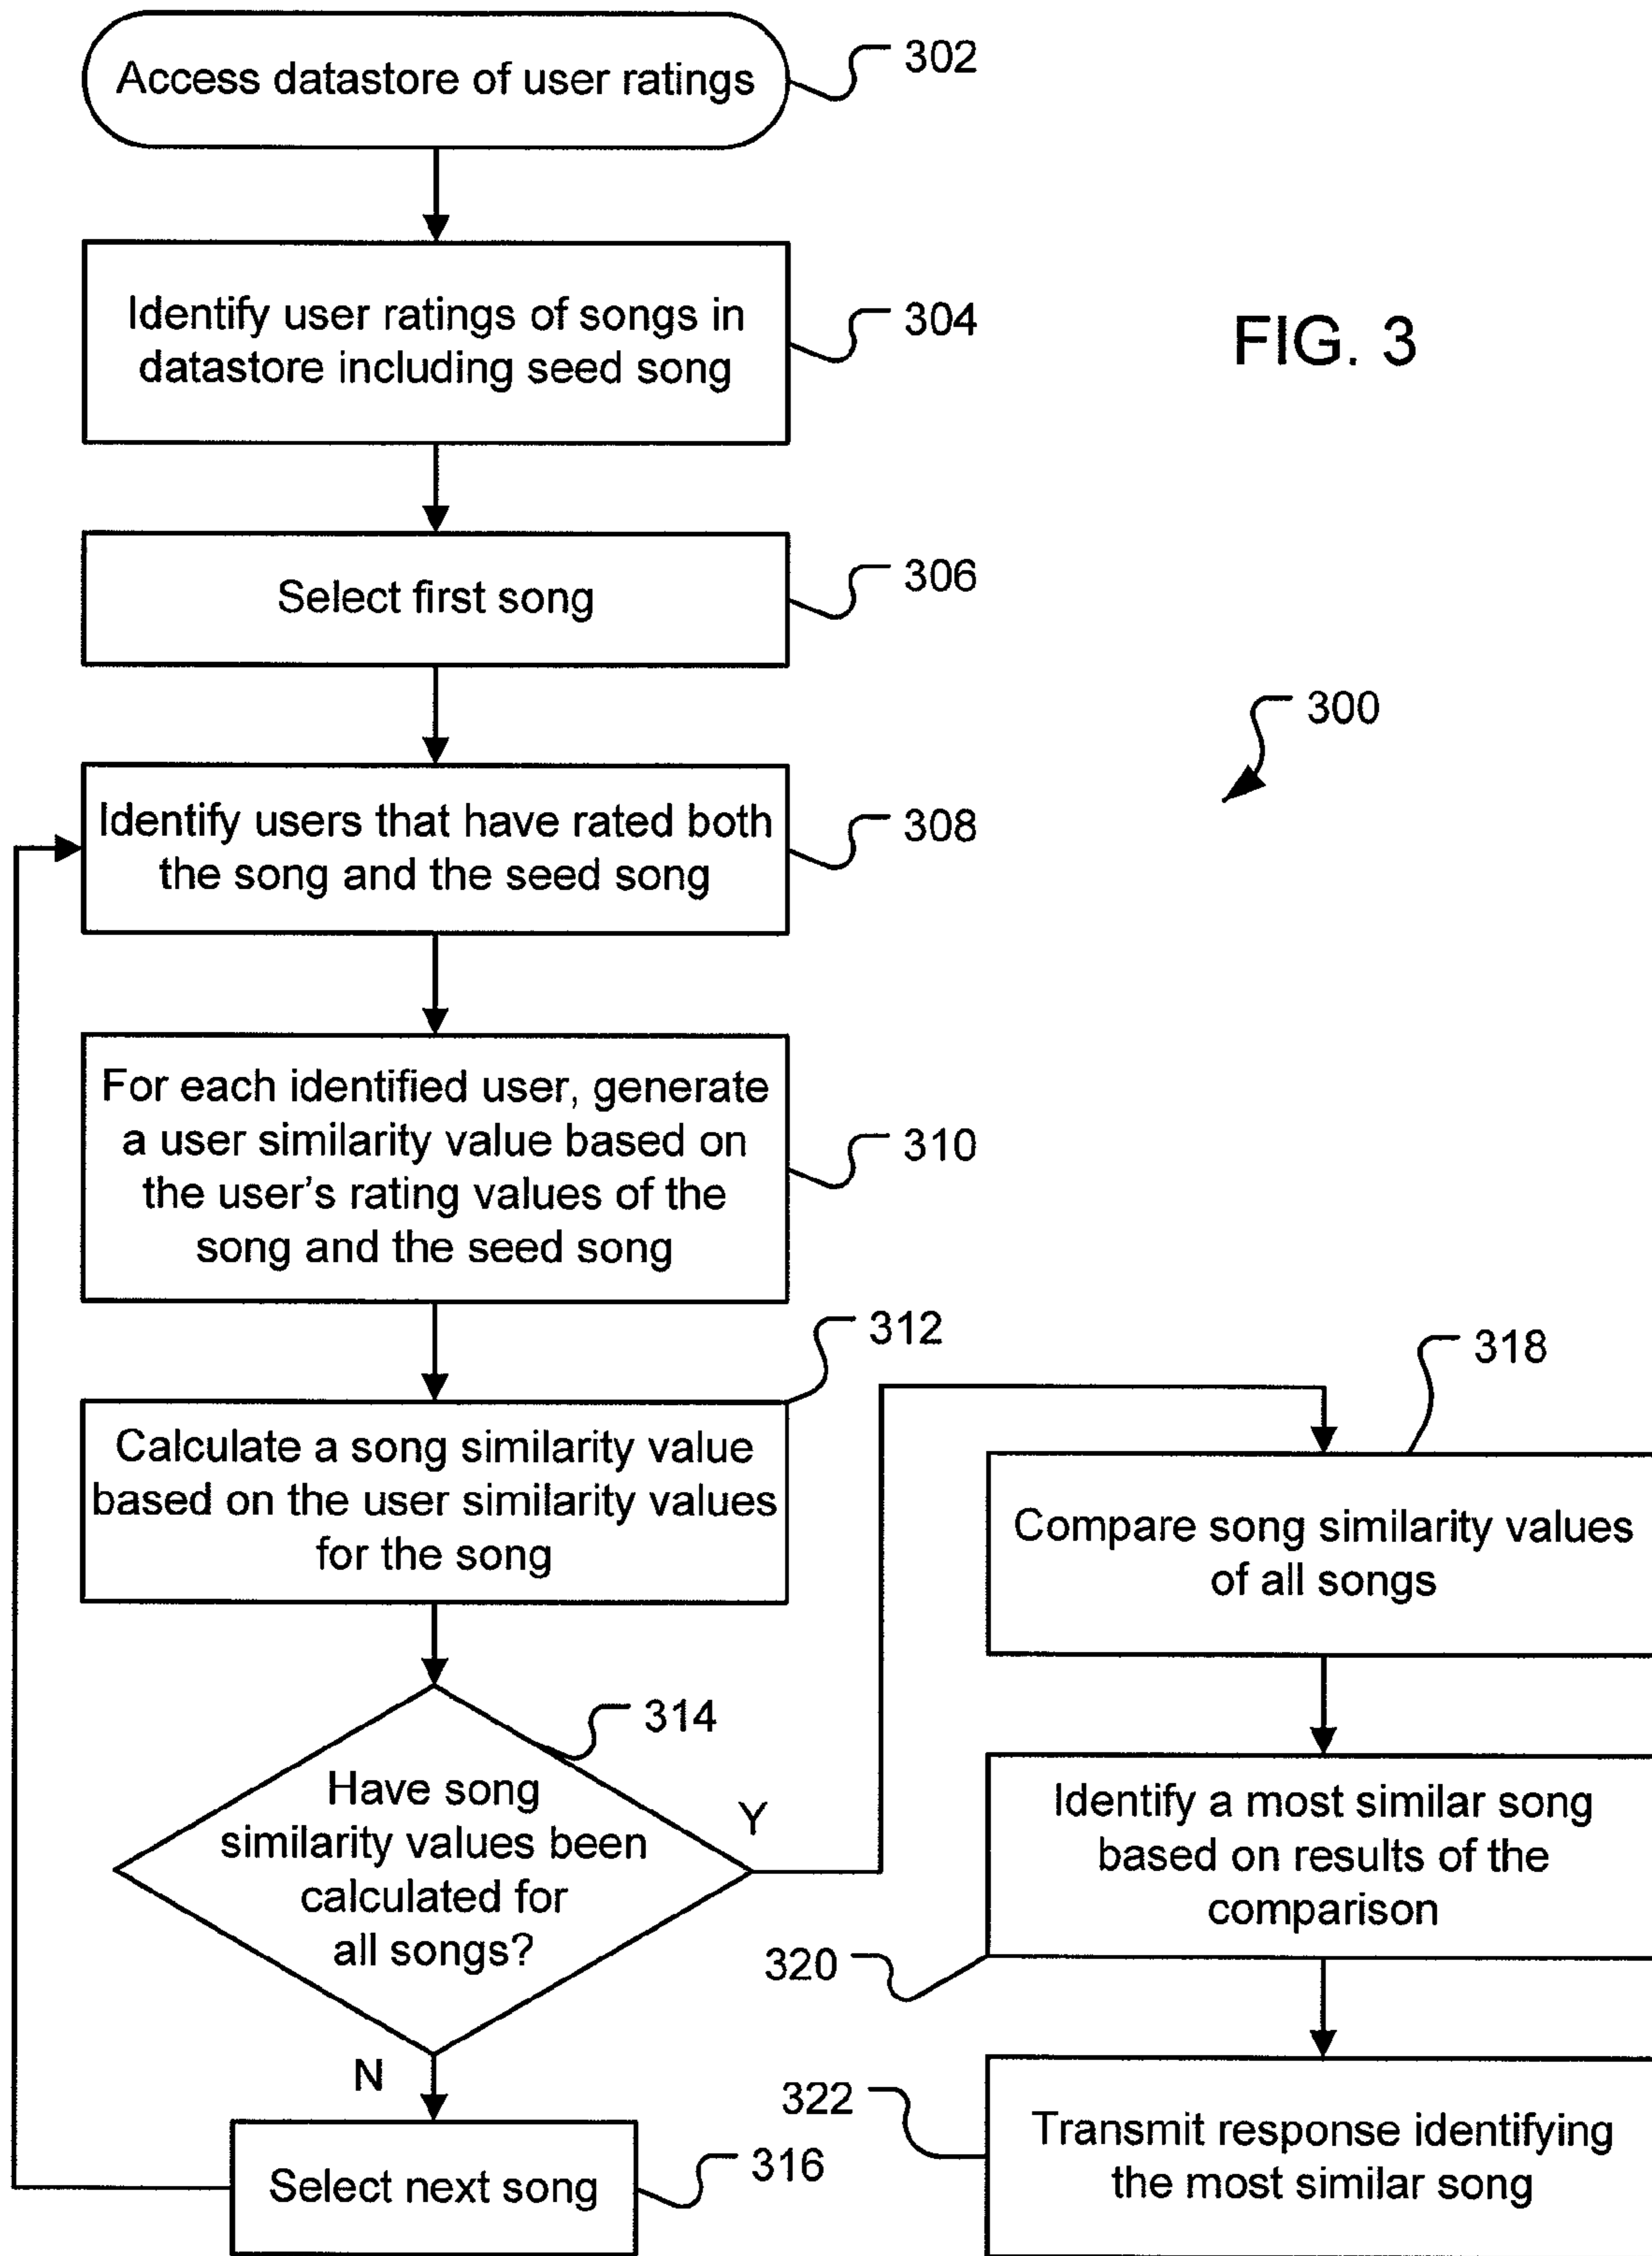 Access datastore of user ratings
302
Identify user ratings of songs in
datastore including seed song
304
FIG. 3
Select first song
306
300
Identify users that have rated both
the song and the seed song
308
For each identified user, generate
a user similarity value based on
the user's rating values of the
song and the seed song
310
312
Calculate a song similarity value
based on the user similarity values
for the song
314
Have song
similarity values been
calculated for
all songs?
Y
N
Select next song
316
318
Compare song similarity values
of all songs
Identify a most similar song
based on results of the
comparison
320
322
Transmit response identifying
the most similar song